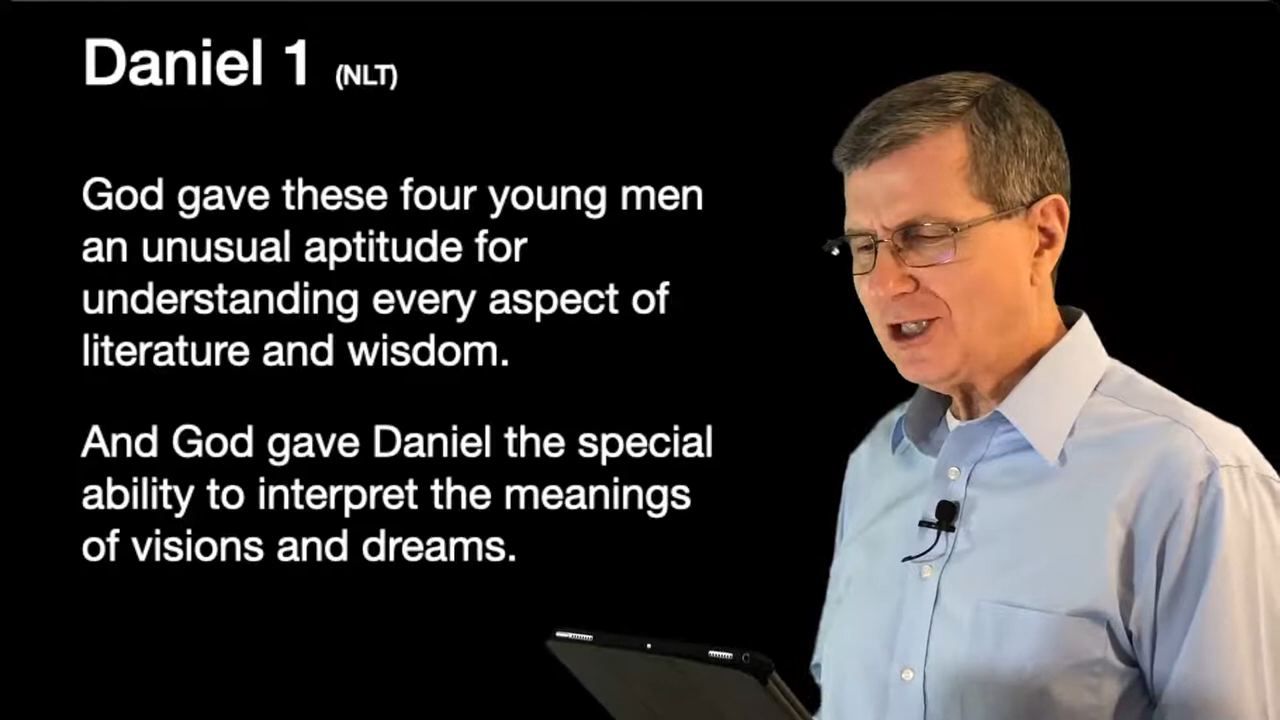 Daniel 1 (NLT)
God gave these four young men
an unusual aptitude for
understanding every aspect of
literature and wisdom.
And God gave Daniel the special
ability to interpret the meanings
of visions and dreams.